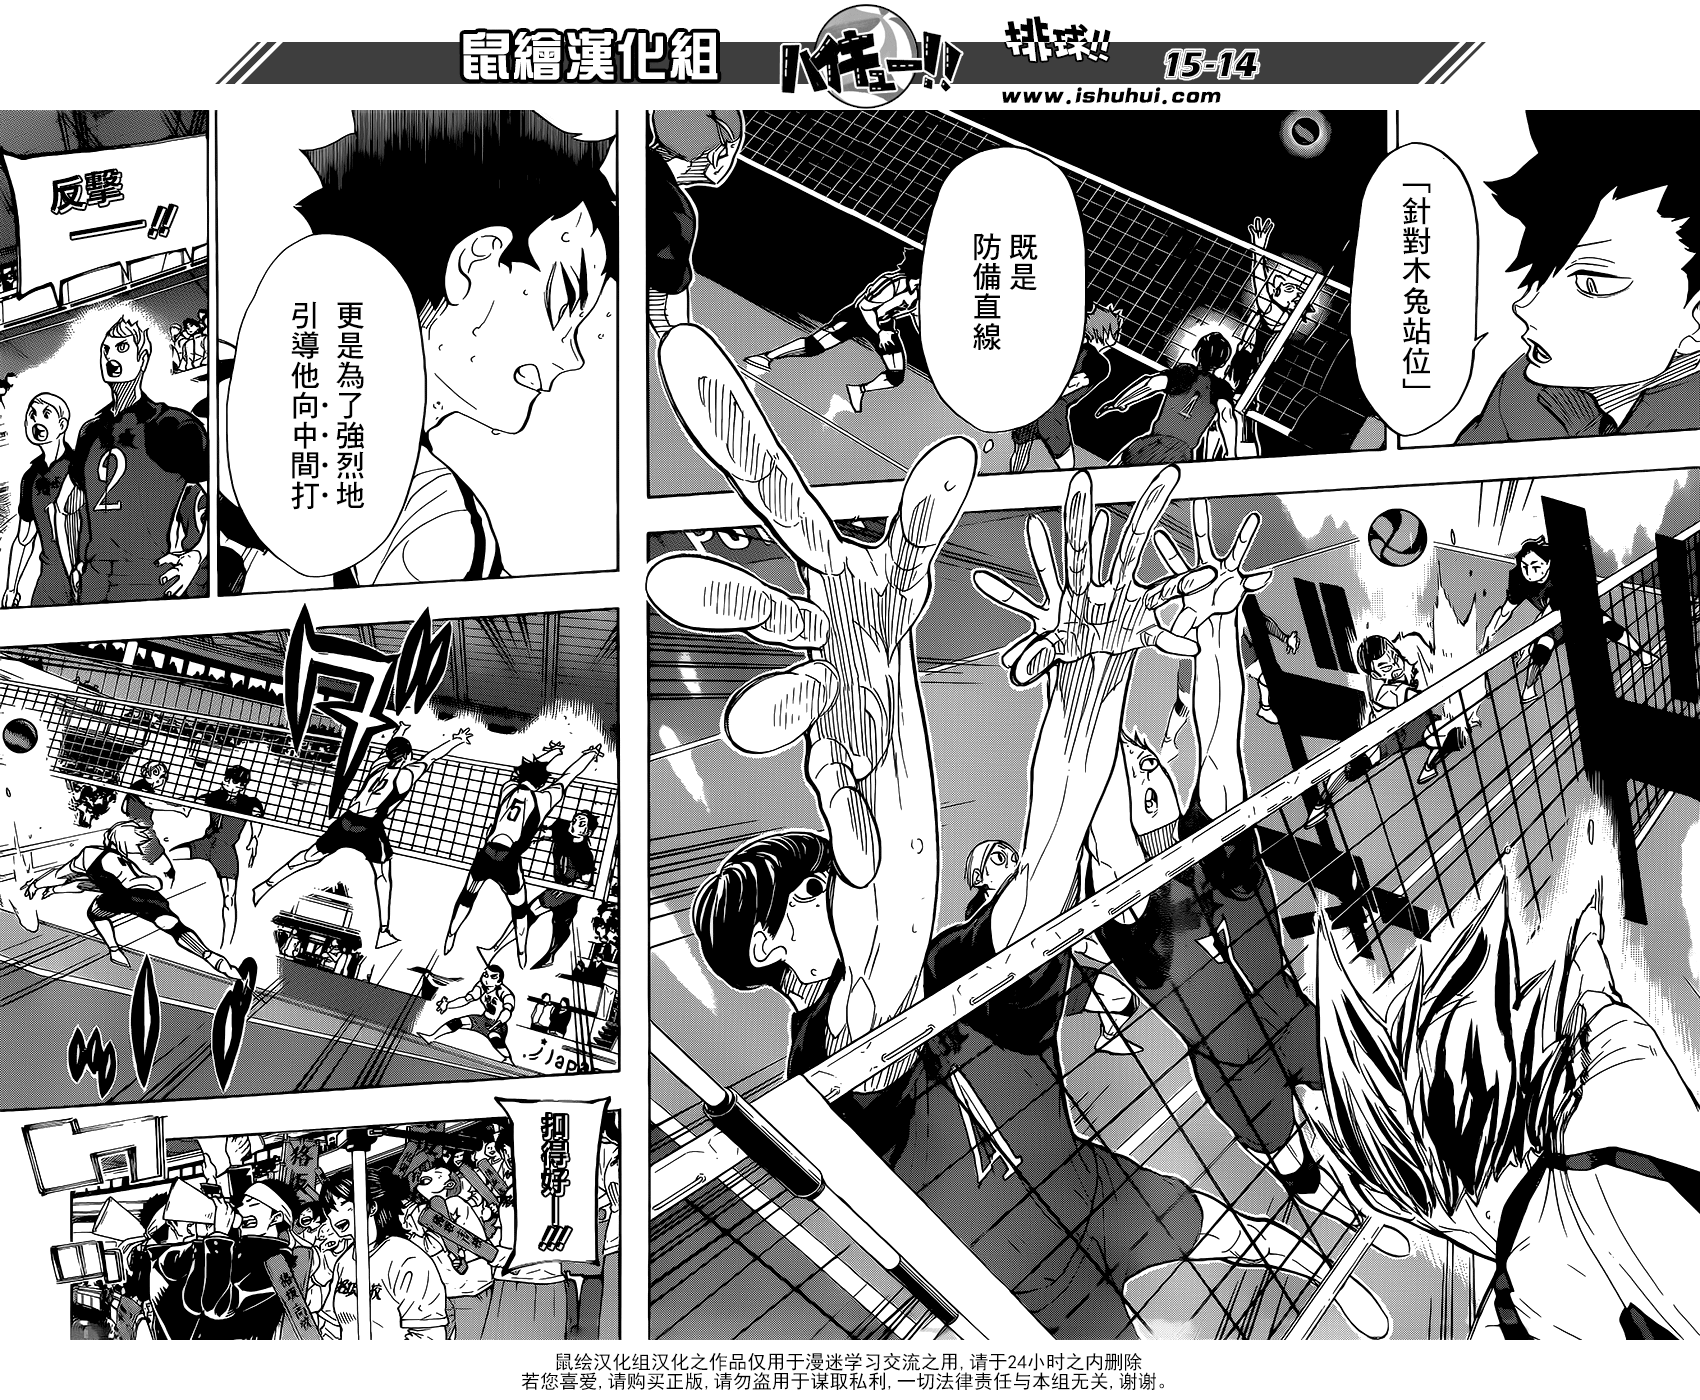 鼠繪漢化組
ハイキュー!!
排球!!
15-14
www.ishuhui.com
「針對木兔站位」
既是
防備直線
更是為了強烈地
引導他向中間打
反擊
——!!
扣得好—!!!
2
1
5
鼠绘汉化组汉化之作品仅用于漫迷学习交流之用, 请于24小时之内删除
若您喜爱, 请购买正版, 请勿盗用于谋取私利, 一切法律责任与本组无关, 谢谢。